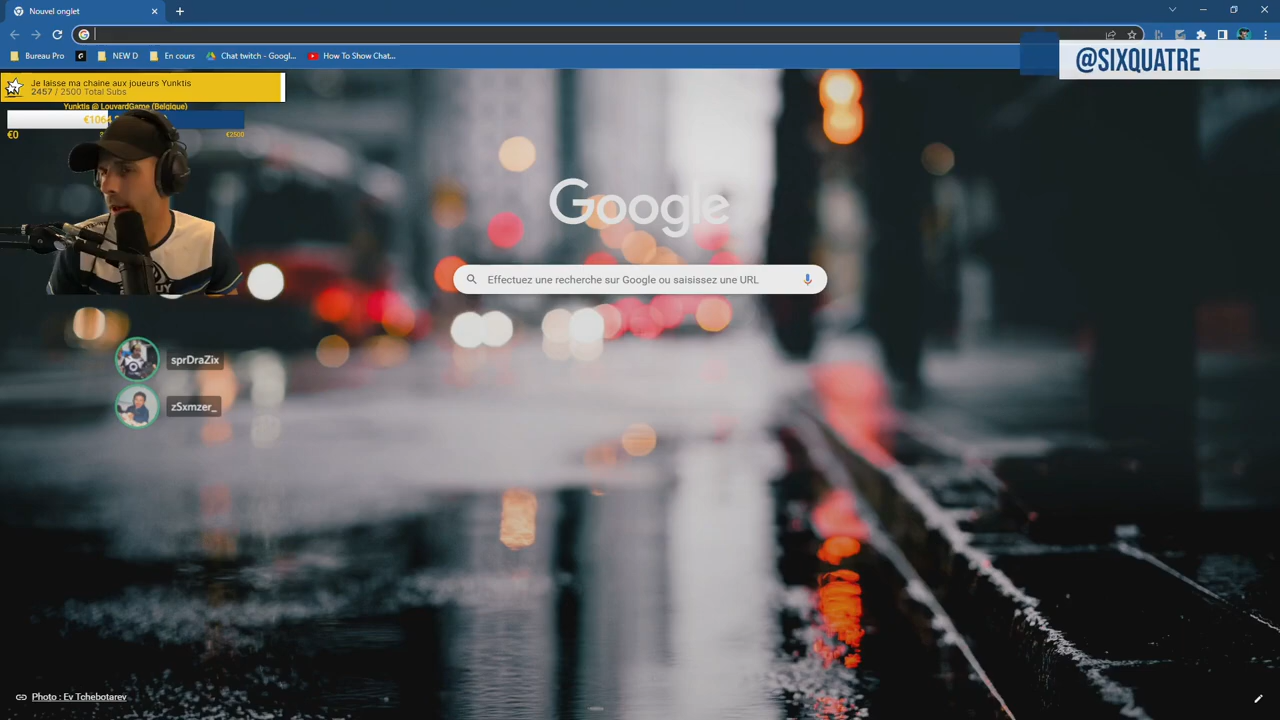 Nouvel onglet
Bureau Pro
NEW D
En cours
Chat twitch - Googl...
How To Show Chat...
@SIXQUATRE
Je laisse ma chaine aux joueurs Yunktis
2457 / 2500 Total Subs
Yunktis @ LouvardGame (Belgique)
€1064
€0
€2500
Google
Effectuez une recherche sur Google ou saisissez une URL
sprDraZix
zSxmzer_
Photo : Ev Tchebotarev